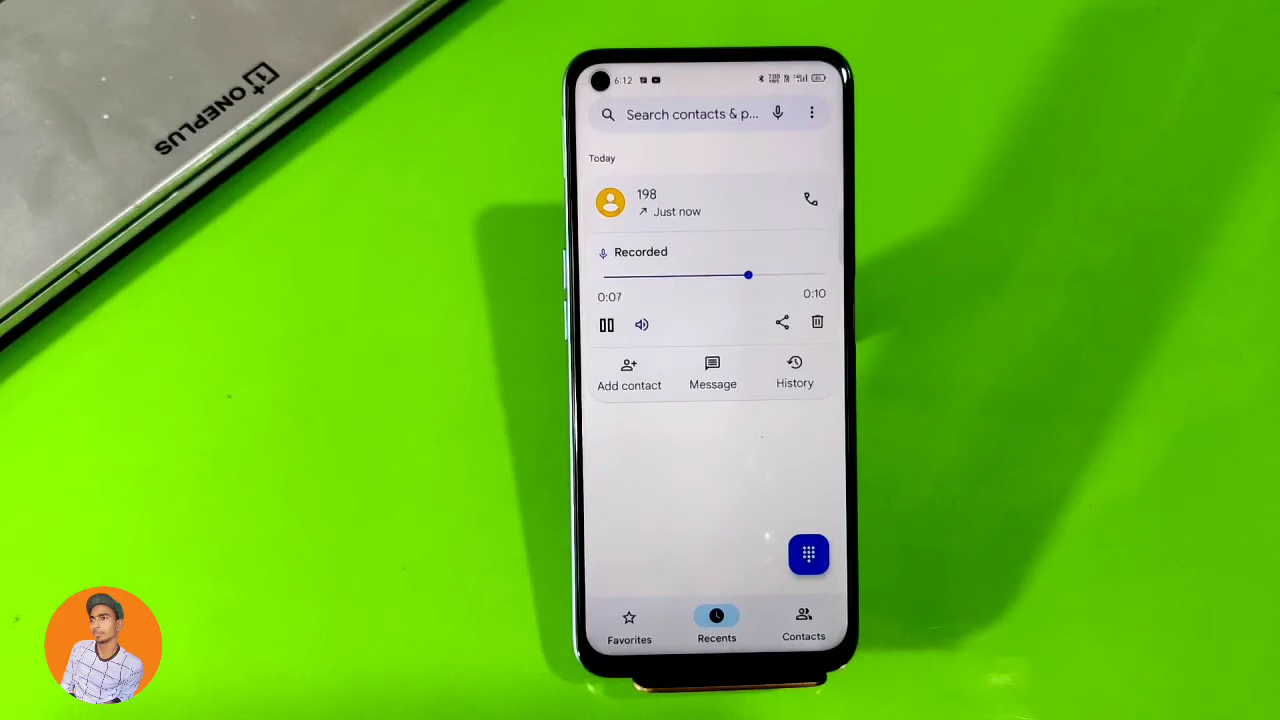 ONEPLUS
6:12
Search contacts & p...
Today
198
Just now
Recorded
0:07
0:10
Add contact
Message
History
Favorites
Recents
Contacts